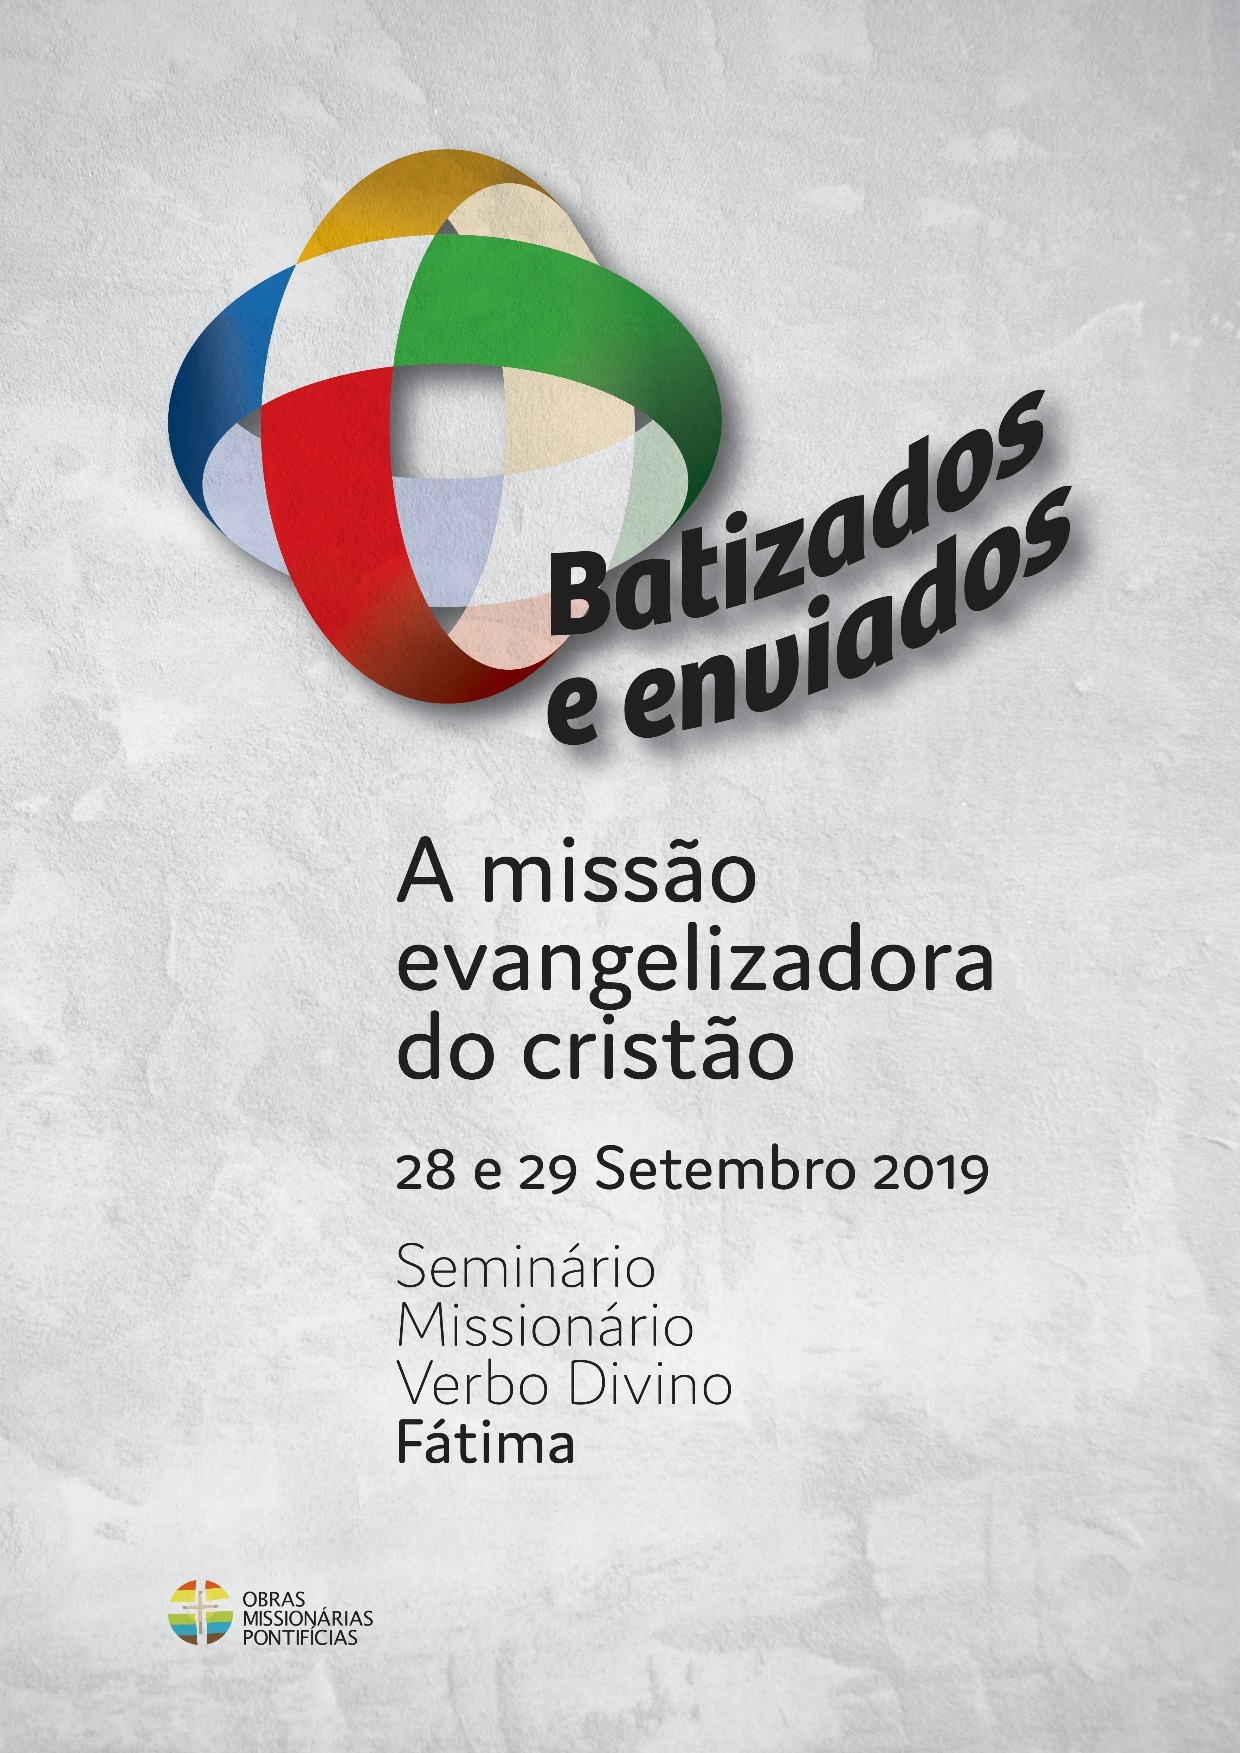 Batizados
e enviados
A missão
evangelizadora
do cristão
28 e 29 Setembro 2019
Seminário
Missionário
Verbo Divino
Fátima
OBRAS
MISSIONÁRIAS
PONTIFÍCIAS